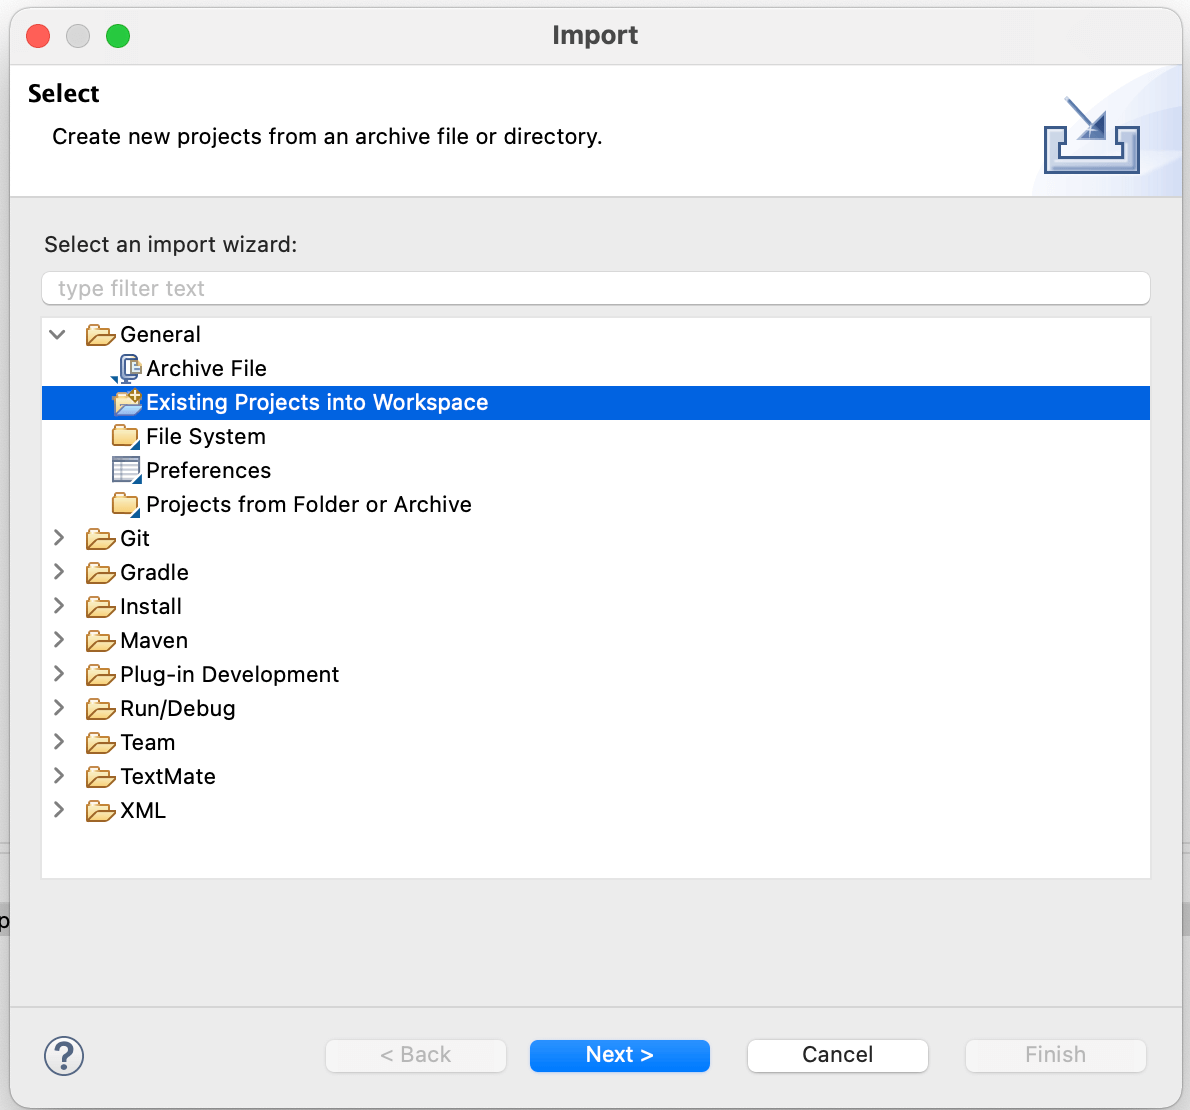 Import
Select
Create new projects from an archive file or directory.
Select an import wizard:
type filter text
General
Archive File
Existing Projects into Workspace
File System
Preferences
Projects from Folder or Archive
Git
Gradle
Install
Maven
Plug-in Development
Run/Debug
Team
TextMate
XML
p
?
< Back
Next >
Cancel
Finish